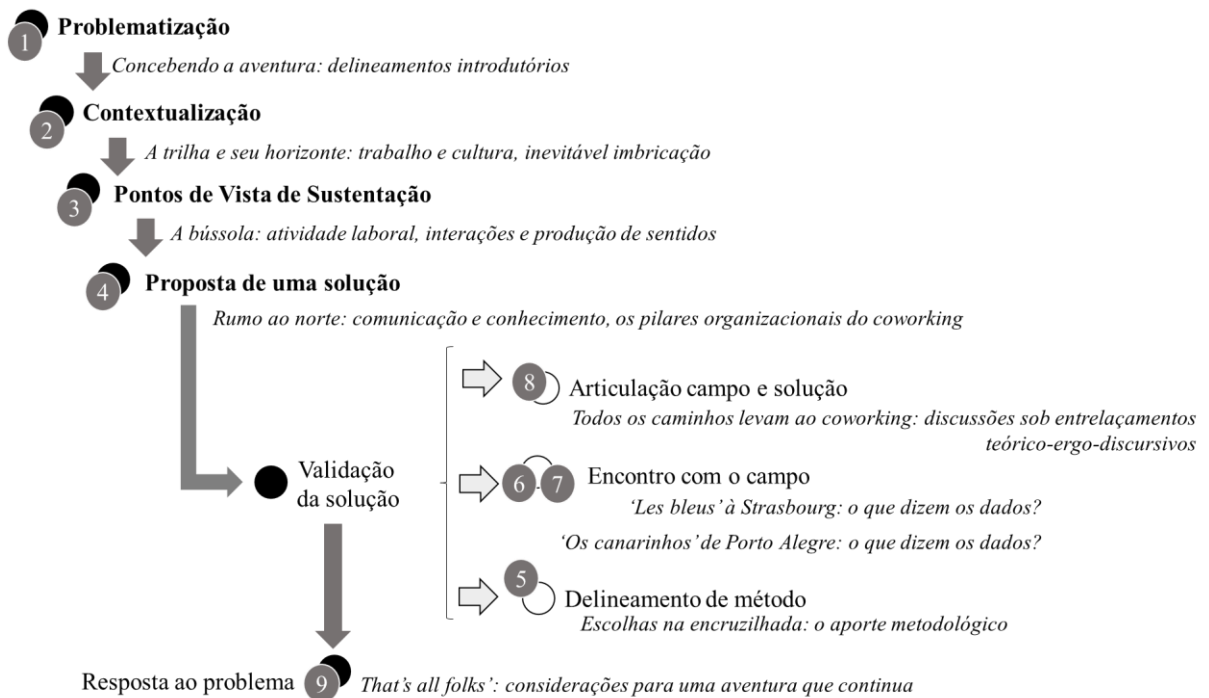 1 Problematização
Concebendo a aventura: delineamentos introdutórios
2 Contextualização
A trilha e seu horizonte: trabalho e cultura, inevitável imbricação
3 Pontos de Vista de Sustentação
A bússola: atividade laboral, interações e produção de sentidos
4 Proposta de uma solução
Rumo ao norte: comunicação e conhecimento, os pilares organizacionais do coworking
Validação
da solução
8 Articulação campo e solução
Todos os caminhos levam ao coworking: discussões sob entrelaçamentos
teórico-ergo-discursivos
6 7 Encontro com o campo
'Les bleus' à Strasbourg: o que dizem os dados?
'Os canarinhos' de Porto Alegre: o que dizem os dados?
5 Delineamento de método
Escolhas na encruzilhada: o aporte metodológico
Resposta ao problema 9 That's all folks': considerações para uma aventura que continua